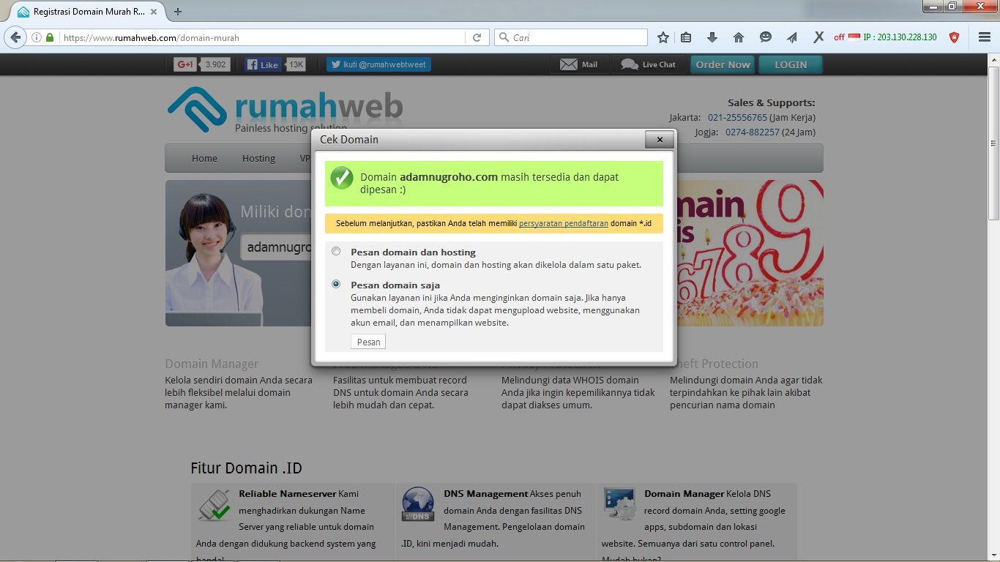 Registrasi Domain Murah R...
https://www.rumahweb.com/domain-murah
Cari
off IP : 203.130.228.130
G+1 3.902
Like 13K
Ikuti @rumahwebtweet
Mail
Live Chat
Order Now
LOGIN
rumahweb
Painless hosting solution
Sales & Supports:
Jakarta: 021-25556765 (Jam Kerja)
Jogja: 0274-882257 (24 Jam)
Home Hosting VP
Cek Domain
Domain adamnugroho.com masih tersedia dan dapat
dipesan :)
Sebelum melanjutkan, pastikan Anda telah memiliki persyaratan pendaftaran domain *.id
Pesan domain dan hosting
Dengan layanan ini, domain dan hosting akan dikelola dalam satu paket.
Pesan domain saja
Gunakan layanan ini jika Anda menginginkan domain saja. Jika hanya
membeli domain, Anda tidak dapat mengupload website, menggunakan
akun email, dan menampilkan website.
Pesan
Miliki don
adamnugro
main
is
6789
Domain Manager
Kelola sendiri domain Anda secara
lebih fleksibel melalui domain
manager kami.
Fasilitas untuk membuat record
DNS untuk domain Anda secara
lebih mudah dan cepat.
Melindungi data WHOIS domain
Anda jika ingin kepemilikannya tidak
dapat diakses umum.
Theft Protection
Melindungi domain Anda agar tidak
terpindahkan ke pihak lain akibat
pencurian nama domain
Fitur Domain .ID
Reliable Nameserver Kami
menghadirkan dukungan Name
Server yang reliable untuk domain
Anda dengan didukung backend system yang
handal
://DNS
DNS Management Akses penuh
domain Anda dengan fasilitas DNS
Management. Pengelolaan domain
.ID, kini menjadi mudah.
Domain Manager Kelola DNS
record domain Anda, setting google
apps, subdomain dan lokasi
website. Semuanya dari satu control panel.
Mudah bukan?